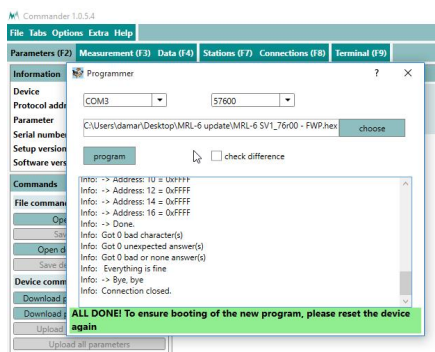 Commander 1.0.5.4
File Tabs Options Extra Help
Parameters (F2) Measurement (F3) Data (F4) Stations (F7) Connections (F8) Terminal (F9)
Information
Programmer ? ×
Device
Protocol addr
Parameter
Serial number
Setup version
Software vers
COM3 57600
C:\Users\damar\Desktop\MRL-6 update\MRL-6 SV1_76r00 - FWP.hex choose
program check difference
Commands
File comman
Ope
Sav
Open d
Save de
Device comm
Download p
Download p
Upload
Upload all parameters
Info: -> Address: 10 = 0xFFFF
Info: -> Address: 12 = 0xFFFF
Info: -> Address: 14 = 0xFFFF
Info: -> Address: 16 = 0xFFFF
Info: -> Done.
Info: Got 0 bad character(s)
Info: Got 0 unexpected answer(s)
Info: Got 0 bad or none answer(s)
Info: Everything is fine
Info: -> Bye, bye
Info: Connection closed.
ALL DONE! To ensure booting of the new program, please reset the device
again